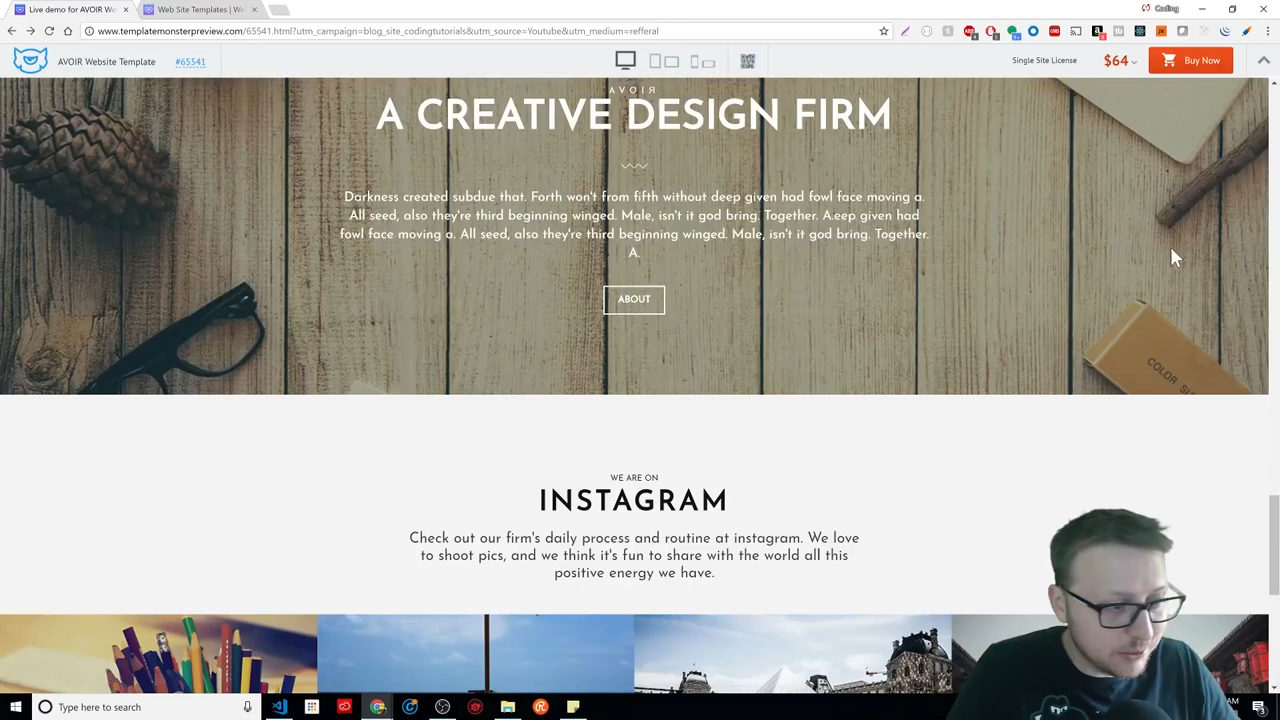 Live demo for AVOIR We
Web Site Templates | We
Coding
www.templatemonsterpreview.com/65541.html?utm_campaign=blog_site_codingtutorials&utm_source=Youtube&utm_medium=refferal
AVOIR Website Template
#65541
Single Site License
$64
Buy Now
AVOIR
A CREATIVE DESIGN FIRM
Darkness created subdue that. Forth won't from fifth without deep given had fowl face moving a.
All seed, also they're third beginning winged. Male, isn't it god bring. Together. A.eep given had
fowl face moving a. All seed, also they're third beginning winged. Male, isn't it god bring. Together.
A.
ABOUT
WE ARE ON
INSTAGRAM
Check out our firm's daily process and routine at instagram. We love
to shoot pics, and we think it's fun to share with the world all this
positive energy we have.
Type here to search